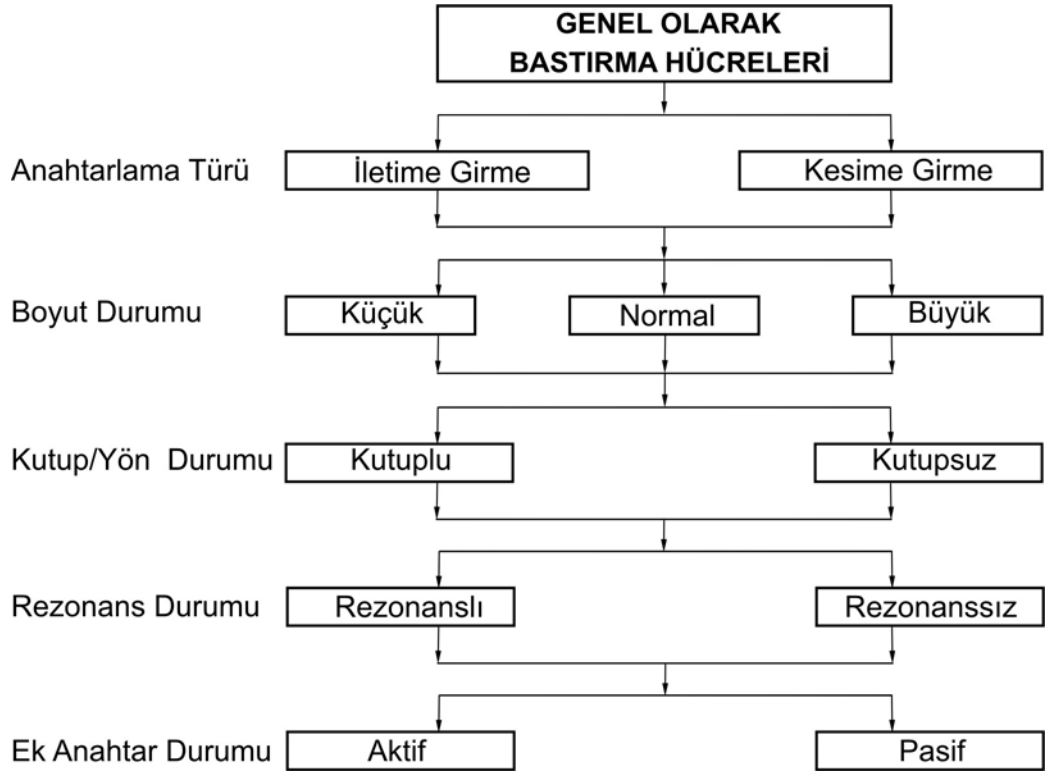 GENEL OLARAK
BASTIRMA HÜCRELERİ
Anahtarlama Türü
İletime Girme
Kesime Girme
Boyut Durumu
Küçük
Normal
Büyük
Kutup/Yön Durumu
Kutuplu
Kutupsuz
Rezonans Durumu
Rezonanslı
Rezonanssız
Ek Anahtar Durumu
Aktif
Pasif